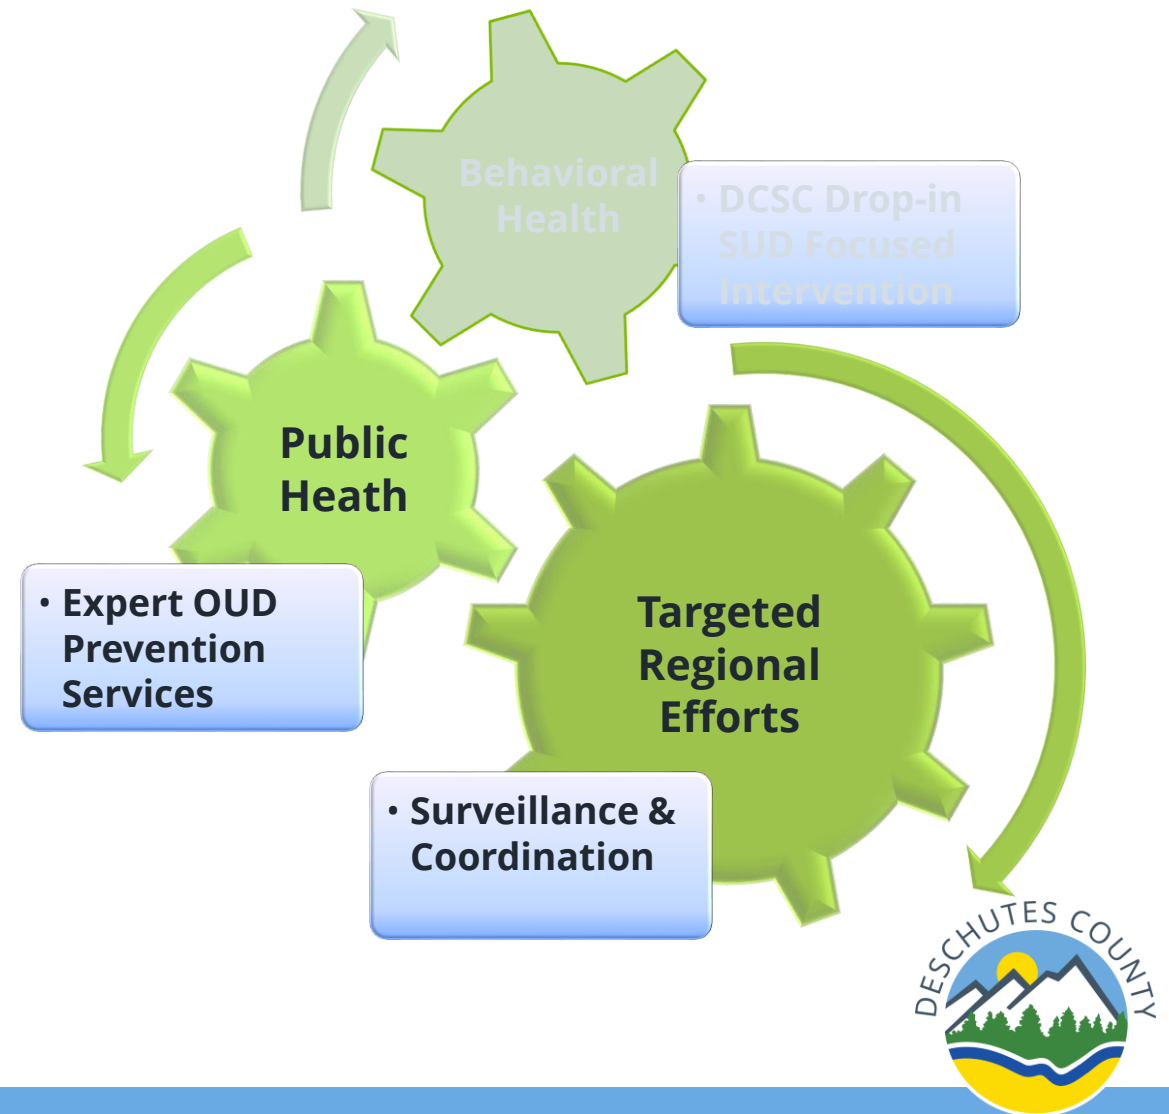 Behavioral
Health
• DCSC Drop-in
SUD Focused
Intervention
Public
Heath
• Expert OUD
Prevention
Services
Targeted
Regional
Efforts
• Surveillance &
Coordination
DESCHUTES COUNTY